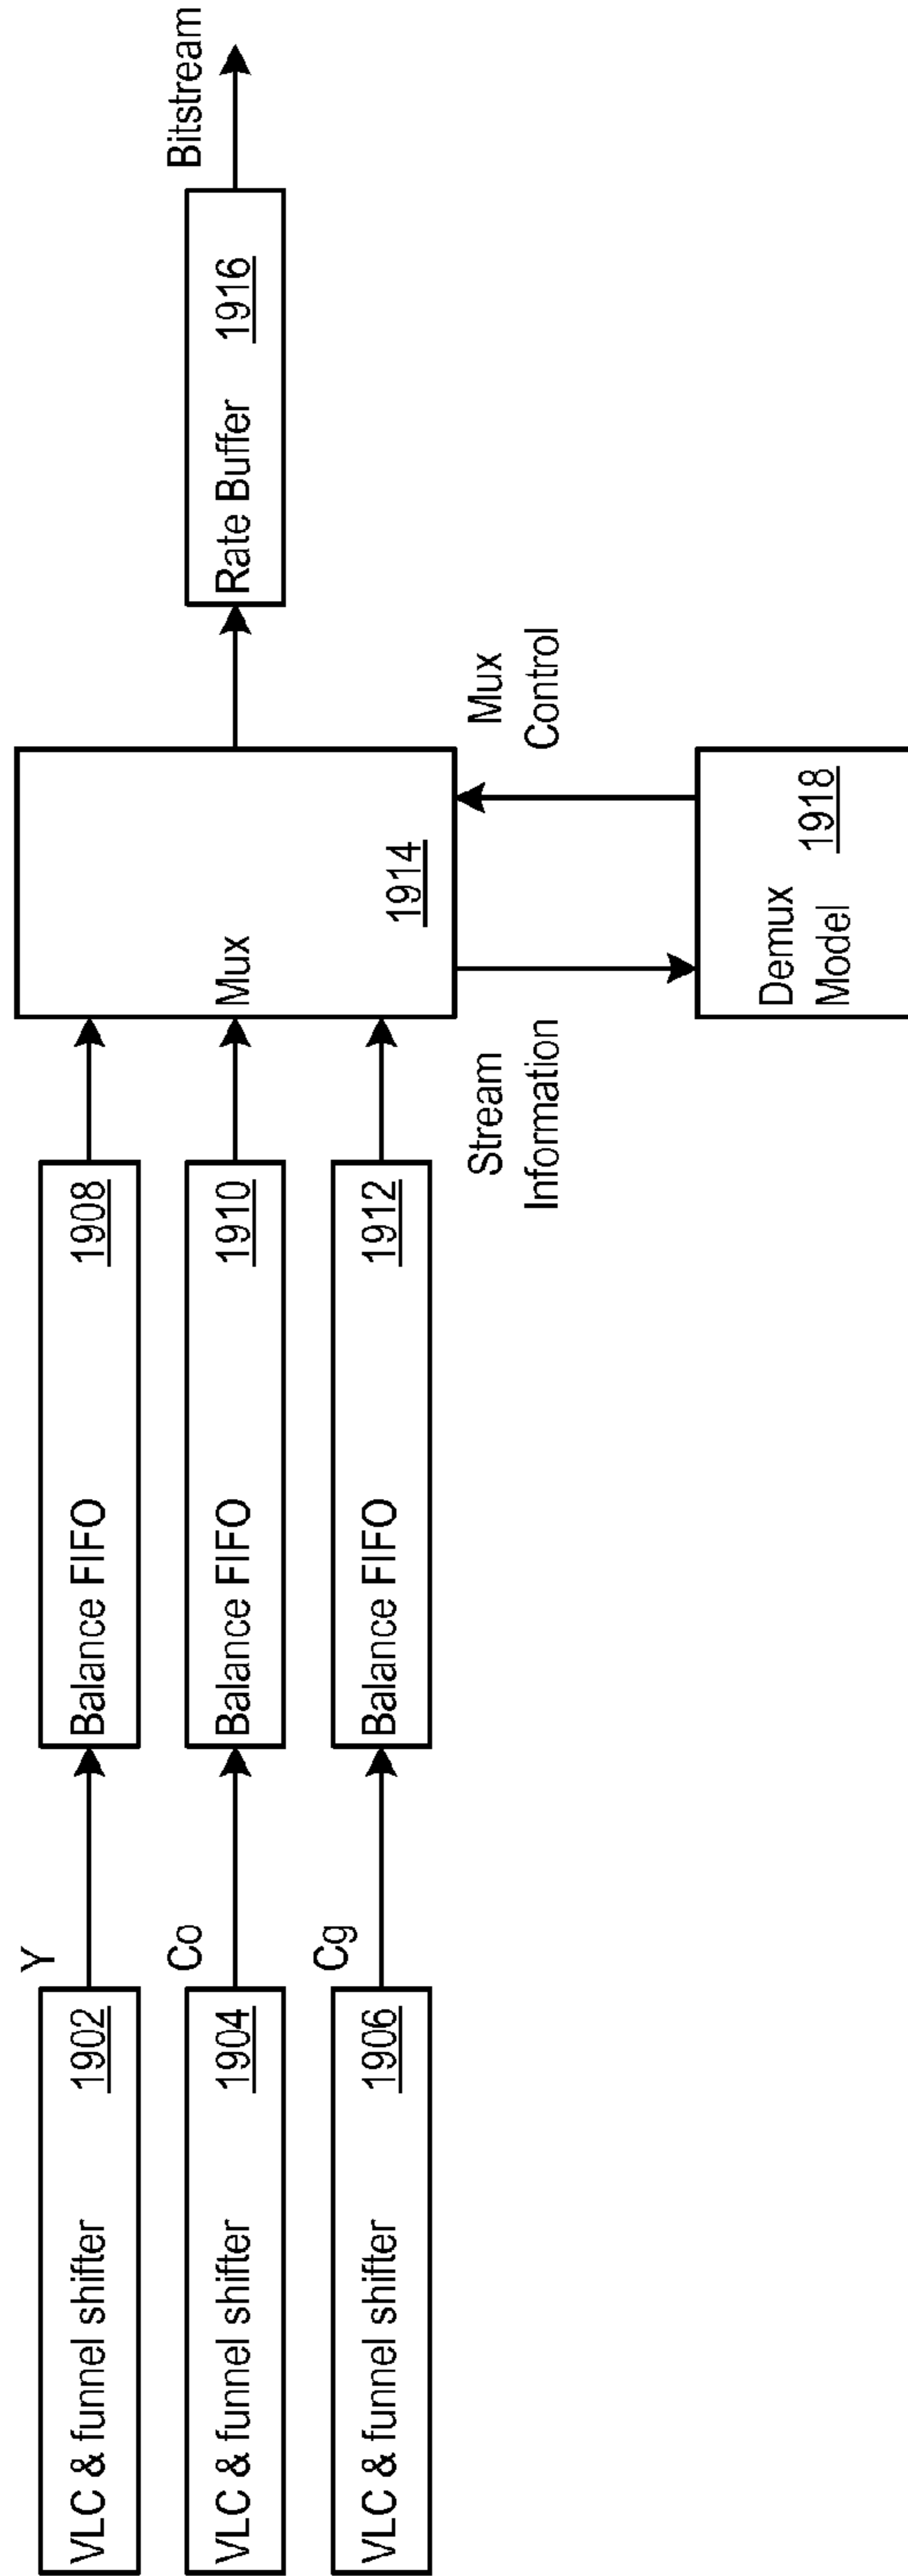 VLC & funnel shifter 1902
Y
Balance FIFO 1908
VLC & funnel shifter 1904
Co
Balance FIFO 1910
VLC & funnel shifter 1906
Cg
Balance FIFO 1912
Mux
1914
Rate Buffer 1916
Bitstream
Stream
Information
Mux
Control
Demux
Model 1918